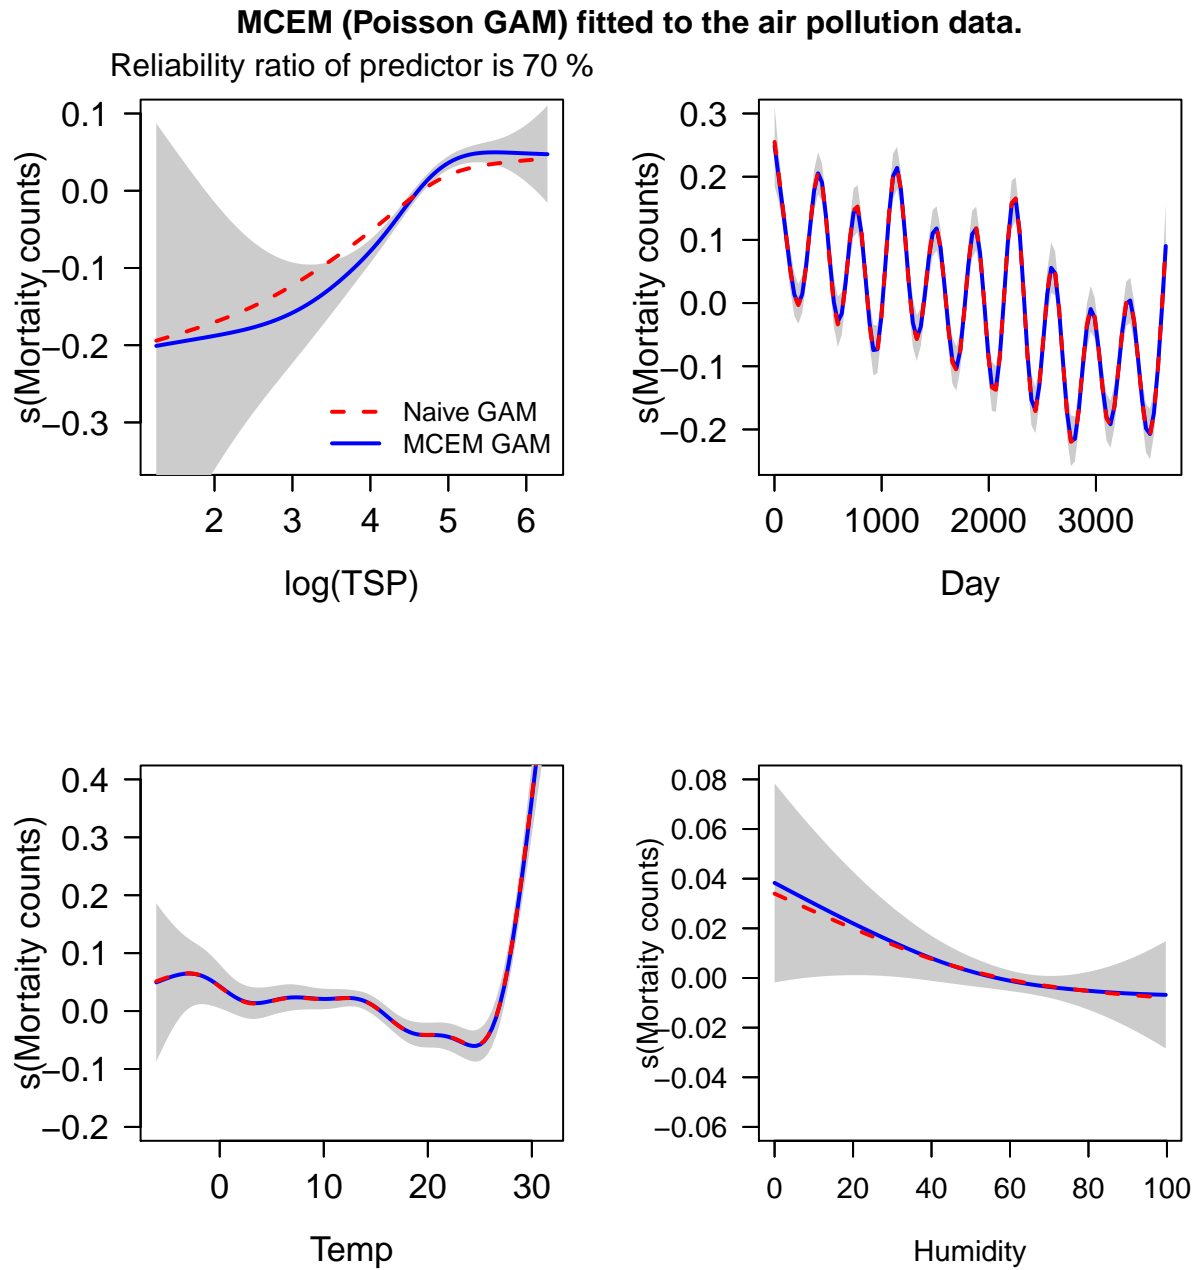 MCEM (Poisson GAM) fitted to the air pollution data.
Reliability ratio of predictor is 70 %
s(Mortaity counts)
0.1
0.0
−0.1
−0.2
−0.3
Naive GAM
MCEM GAM
2 3 4 5 6
log(TSP)
s(Mortaity counts)
0.3
0.2
0.1
0.0
−0.1
−0.2
0 1000 2000 3000
Day
s(Mortaity counts)
0.4
0.3
0.2
0.1
0.0
−0.1
−0.2
0 10 20 30
Temp
s(Mortaity counts)
0.08
0.06
0.04
0.02
0.00
−0.02
−0.04
−0.06
0 20 40 60 80 100
Humidity